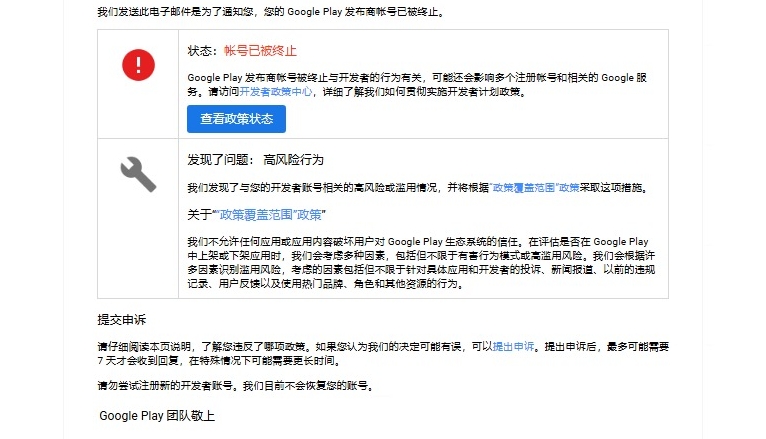 我们发送此电子邮件是为了通知您，您的 Google Play 发布商帐号已被终止。
状态：帐号已被终止
Google Play 发布商帐号被终止与开发者的行为有关，可能还会影响多个注册帐号和相关的 Google 服
务。请访问开发者政策中心，详细了解我们如何贯彻实施开发者计划政策。
查看政策状态
发现了问题： 高风险行为
我们发现了与您的开发者账号相关的高风险或滥用情况，并将根据“政策覆盖范围”政策采取这项措施。
关于““政策覆盖范围”政策”
我们不允许任何应用或应用内容破坏用户对 Google Play 生态系统的信任。在评估是否在 Google Play
中上架或下架应用时，我们会考虑多种因素，包括但不限于有害行为模式或高滥用风险。我们会根据许
多因素识别滥用风险，考虑的因素包括但不限于针对具体应用和开发者的投诉、新闻报道、以前的违规
记录、用户反馈以及使用热门品牌、角色和其他资源的行为。
提交申诉
请仔细阅读本页说明，了解您违反了哪项政策。如果您认为我们的决定可能有误，可以提出申诉。提出申诉后，最多可能需要
7 天才会收到回复，在特殊情况下可能需要更长时间。
请勿尝试注册新的开发者账号。我们目前不会恢复您的账号。
Google Play 团队敬上